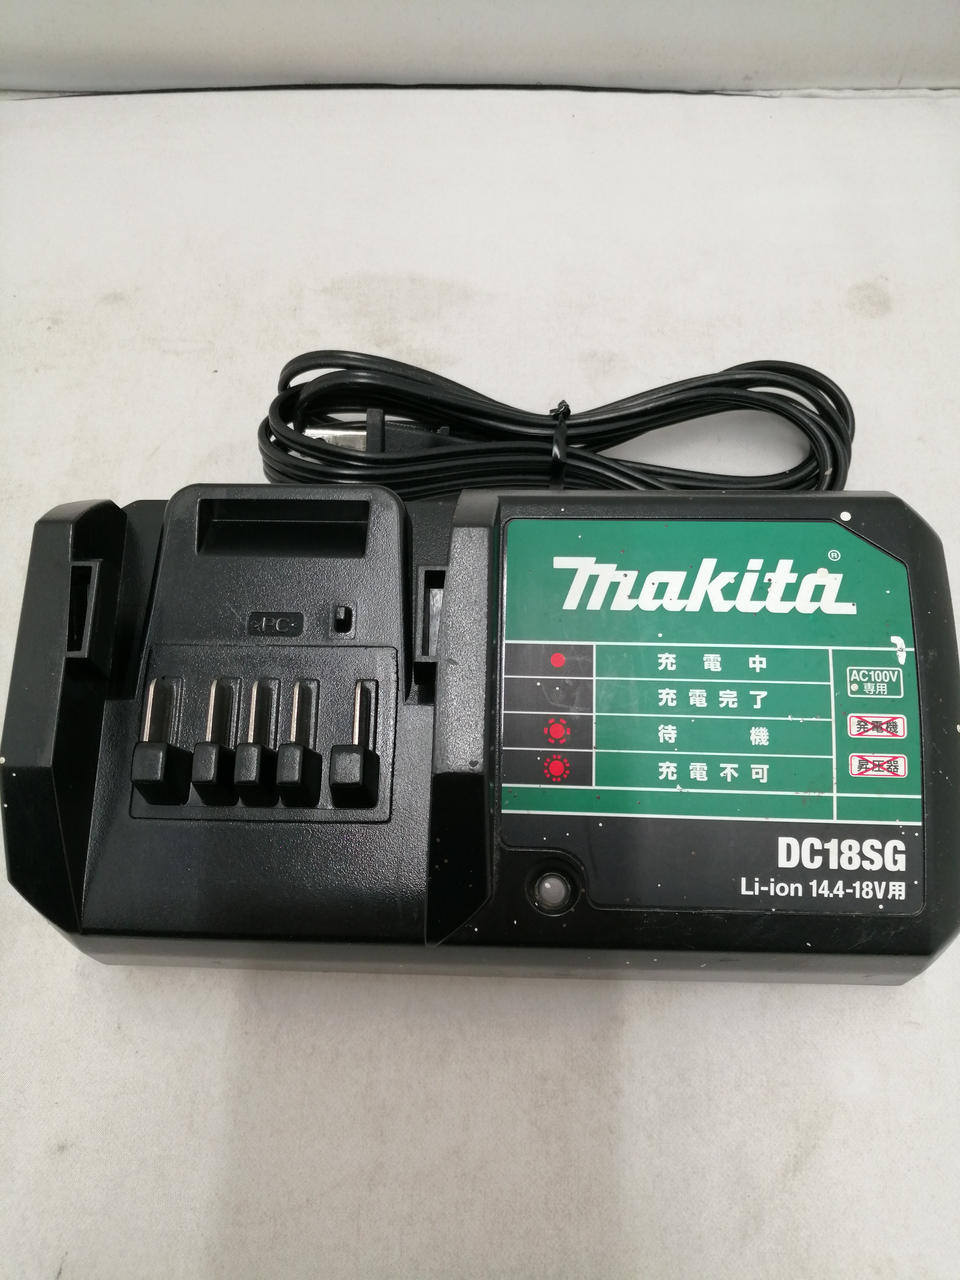 makita®
充電中
充電完了
待機
充電不可
AC100V
専用
発電機
昇圧器
DC18SG
Li-ion 14.4-18V用
>PC<